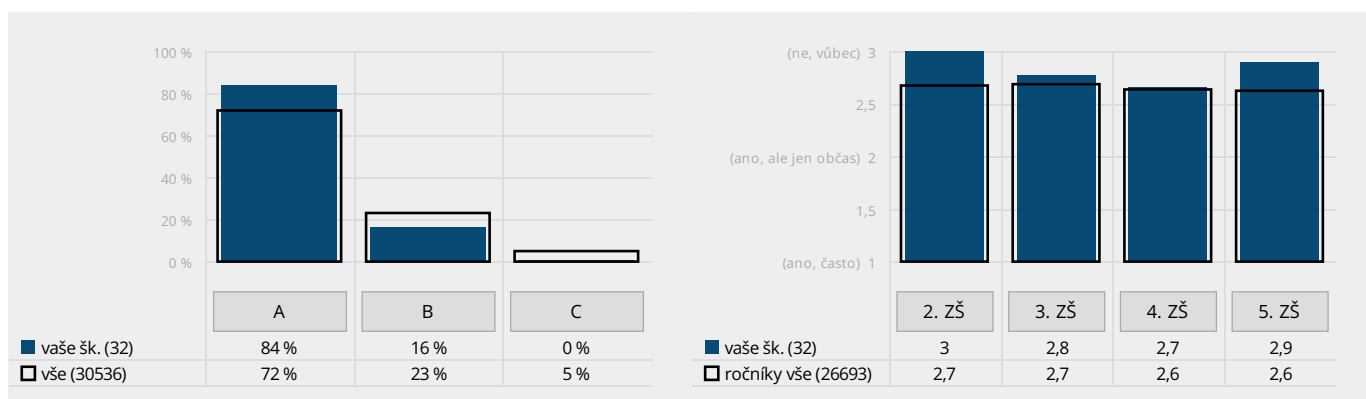 100 %
80 %
60 %
40 %
20 %
0 %
A B C
vaše šk. (32) 84 % 16 % 0 %
vše (30536) 72 % 23 % 5 %
(ne, vůbec) 3
2,5
(ano, ale jen občas) 2
1,5
(ano, často) 1
2. ZŠ 3. ZŠ 4. ZŠ 5. ZŠ
vaše šk. (32) 3 2,8 2,7 2,9
ročníky vše (26693) 2,7 2,7 2,6 2,6